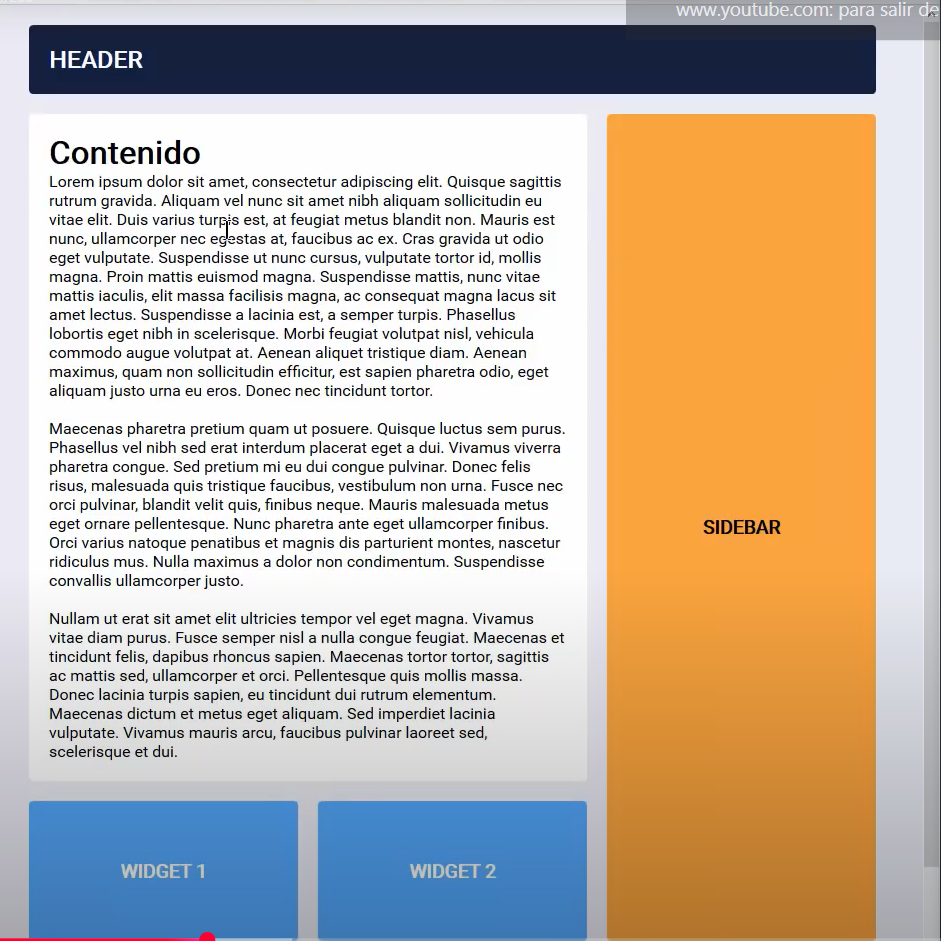 www.youtube.com: para salir de
HEADER
Contenido
Lorem ipsum dolor sit amet, consectetur adipiscing elit. Quisque sagittis
rutrum gravida. Aliquam vel nunc sit amet nibh aliquam sollicitudin eu
vitae elit. Duis varius turpis est, at feugiat metus blandit non. Mauris est
nunc, ullamcorper nec egestas at, faucibus ac ex. Cras gravida ut odio
eget vulputate. Suspendisse ut nunc cursus, vulputate tortor id, mollis
magna. Proin mattis euismod magna. Suspendisse mattis, nunc vitae
mattis iaculis, elit massa facilisis magna, ac consequat magna lacus sit
amet lectus. Suspendisse a lacinia est, a semper turpis. Phasellus
lobortis eget nibh in scelerisque. Morbi feugiat volutpat nisl, vehicula
commodo augue volutpat at. Aenean aliquet tristique diam. Aenean
maximus, quam non sollicitudin efficitur, est sapien pharetra odio, eget
aliquam justo urna eu eros. Donec nec tincidunt tortor.
Maecenas pharetra pretium quam ut posuere. Quisque luctus sem purus.
Phasellus vel nibh sed erat interdum placerat eget a dui. Vivamus viverra
pharetra congue. Sed pretium mi eu dui congue pulvinar. Donec felis
risus, malesuada quis tristique faucibus, vestibulum non urna. Fusce nec
orci pulvinar, blandit velit quis, finibus neque. Mauris malesuada metus
eget ornare pellentesque. Nunc pharetra ante eget ullamcorper finibus.
Orci varius natoque penatibus et magnis dis parturient montes, nascetur
ridiculus mus. Nulla maximus a dolor non condimentum. Suspendisse
convallis ullamcorper justo.
Nullam ut erat sit amet elit ultricies tempor vel eget magna. Vivamus
vitae diam purus. Fusce semper nisl a nulla congue feugiat. Maecenas et
tincidunt felis, dapibus rhoncus sapien. Maecenas tortor tortor, sagittis
ac mattis sed, ullamcorper et orci. Pellentesque quis mollis massa.
Donec lacinia turpis sapien, eu tincidunt dui rutrum elementum.
Maecenas dictum et metus eget aliquam. Sed imperdiet lacinia
vulputate. Vivamus mauris arcu, faucibus pulvinar laoreet sed,
scelerisque et dui.
SIDEBAR
WIDGET 1
WIDGET 2